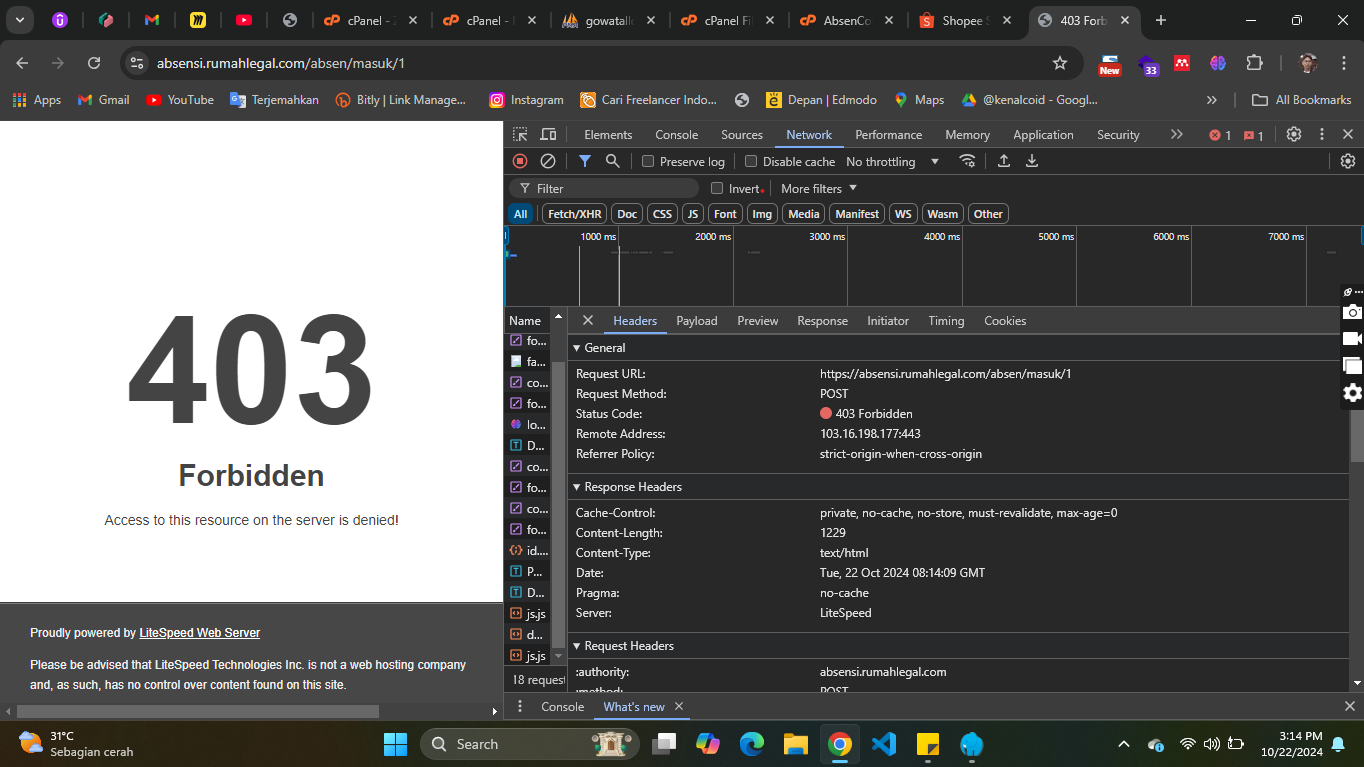 cPanel - 2
cPanel -
gowatall
cPanel Fi
AbsenCo
Shopee S
403 Forb
absensi.rumahlegal.com/absen/masuk/1
New
33
Apps
Gmail
YouTube
Terjemahkan
Bitly | Link Manage...
Instagram
Cari Freelancer Indo...
Depan | Edmodo
Maps
@kenalcoid - Googl...
All Bookmarks
403
Forbidden
Access to this resource on the server is denied!
Proudly powered by LiteSpeed Web Server
Please be advised that LiteSpeed Technologies Inc. is not a web hosting company
and, as such, has no control over content found on this site.
Elements
Console
Sources
Network
Performance
Memory
Application
Security
1
1
Preserve log
Disable cache
No throttling
Filter
Invert
More filters
All
Fetch/XHR
Doc
CSS
JS
Font
Img
Media
Manifest
WS
Wasm
Other
1000 ms
2000 ms
3000 ms
4000 ms
5000 ms
6000 ms
7000 ms
Name
fo...
fa...
co...
fo...
lo...
D...
co...
fo...
co...
fo...
id....
P...
D...
js.js
d...
js.js
18 request
Headers
Payload
Preview
Response
Initiator
Timing
Cookies
General
Request URL: https://absensi.rumahlegal.com/absen/masuk/1
Request Method: POST
Status Code: 403 Forbidden
Remote Address: 103.16.198.177:443
Referrer Policy: strict-origin-when-cross-origin
Response Headers
Cache-Control: private, no-cache, no-store, must-revalidate, max-age=0
Content-Length: 1229
Content-Type: text/html
Date: Tue, 22 Oct 2024 08:14:09 GMT
Pragma: no-cache
Server: LiteSpeed
Request Headers
:authority: absensi.rumahlegal.com
:method: POST
Console
What's new
31°C
Sebagian cerah
Search
3:14 PM
10/22/2024